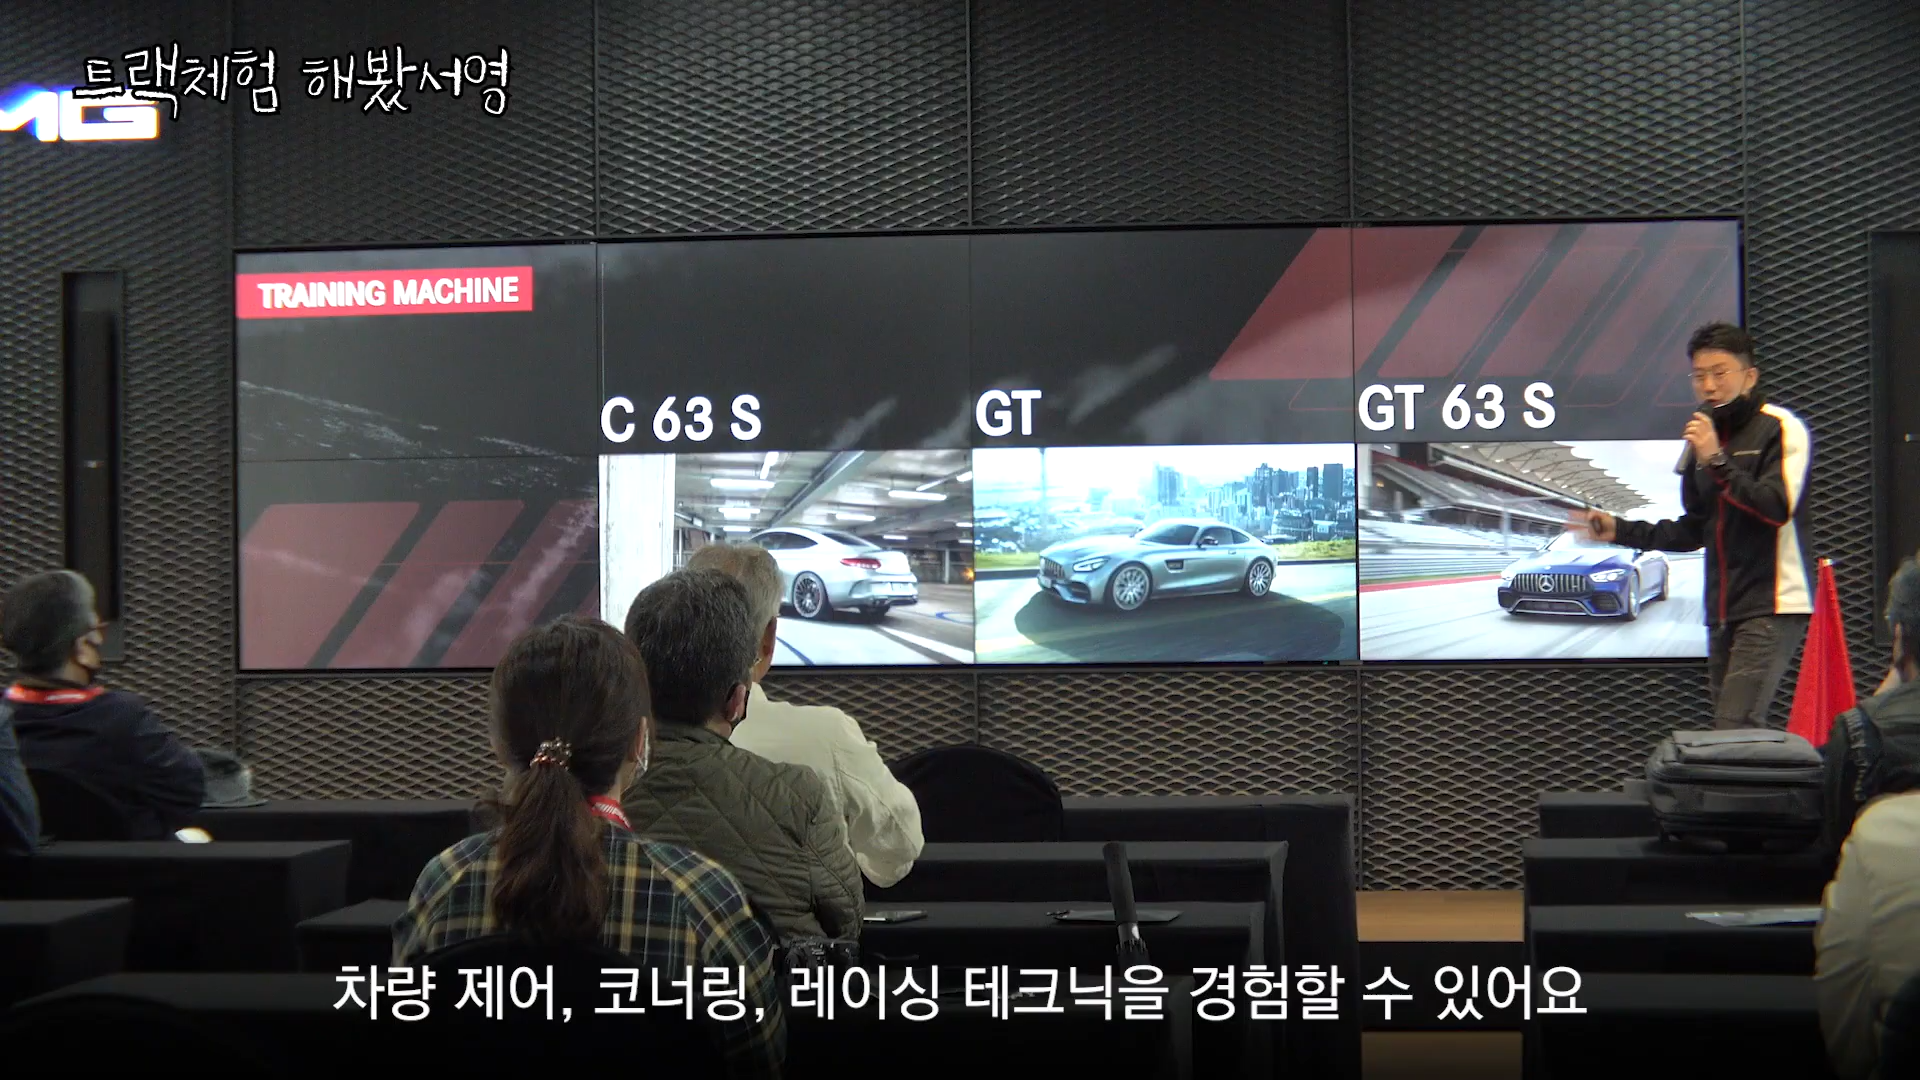 트랙체험 해봤서영
MG
TRAINING MACHINE
C 63 S
GT
GT 63 S
차량 제어, 코너링, 레이싱 테크닉을 경험할 수 있어요